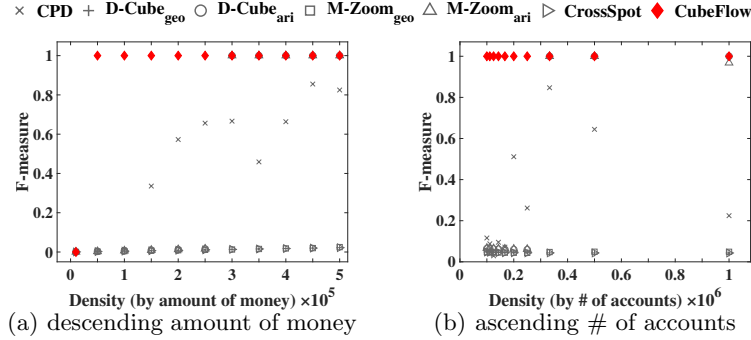 CPD D-Cube_geo D-Cube_ari M-Zoom_geo M-Zoom_ari CrossSpot CubeFlow
1
0.8
0.6
0.4
0.2
0
F-measure
0 1 2 3 4 5
Density (by amount of money) ×10^5
(a) descending amount of money
1
0.8
0.6
0.4
0.2
0
F-measure
0 0.2 0.4 0.6 0.8 1
Density (by # of accounts) ×10^6
(b) ascending # of accounts